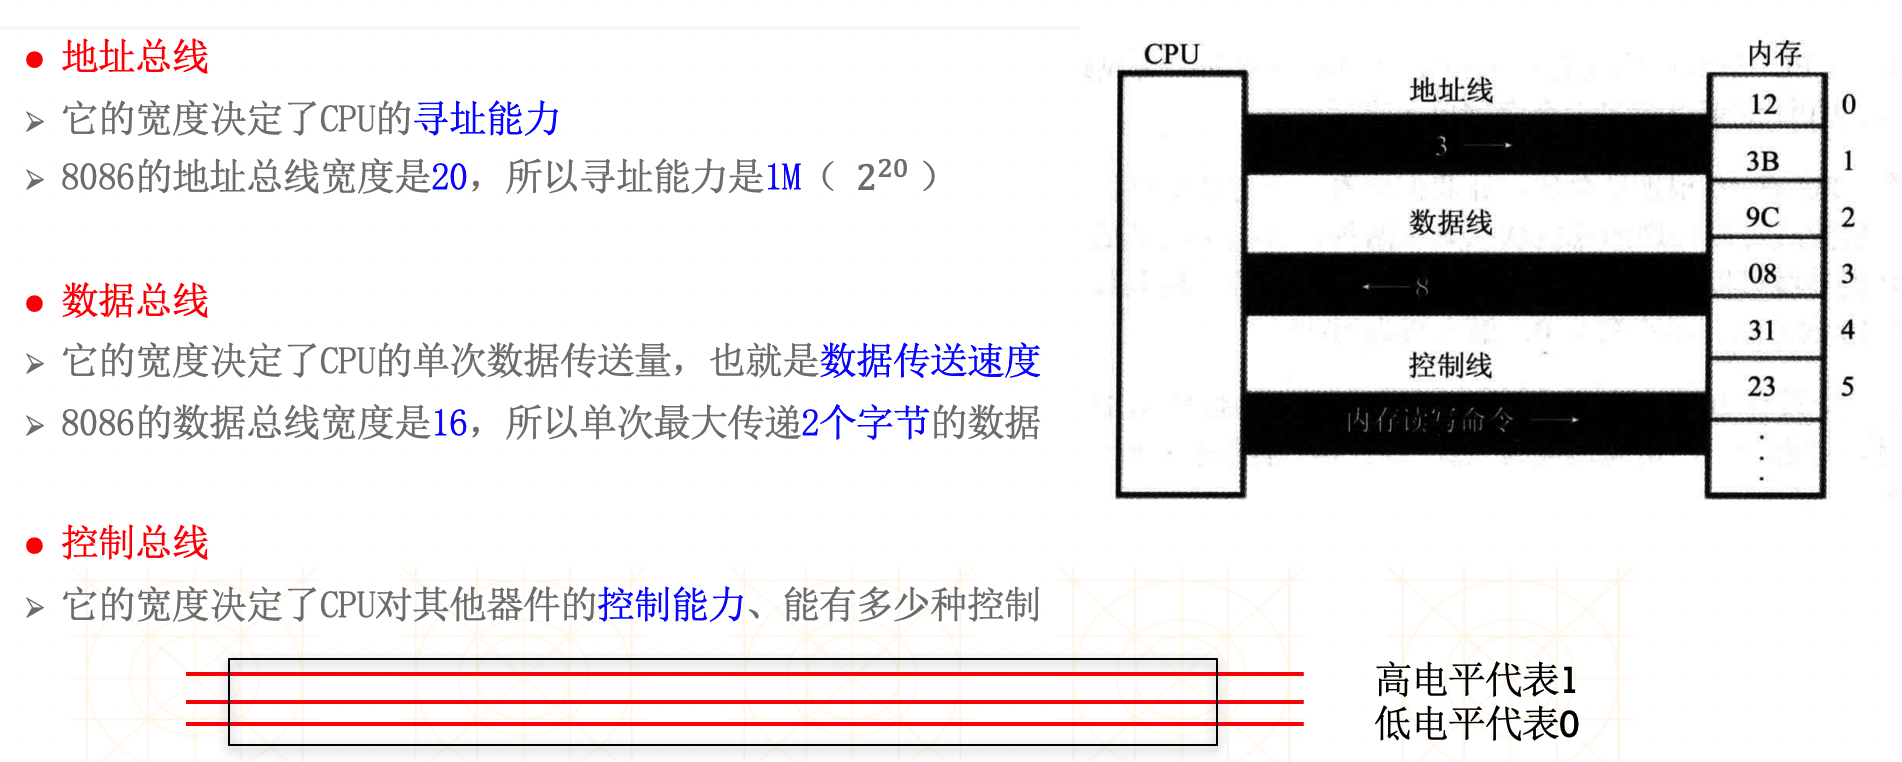 ● 地址总线
➢ 它的宽度决定了CPU的寻址能力
➢ 8086的地址总线宽度是20，所以寻址能力是1M（ 2²⁰ ）
● 数据总线
➢ 它的宽度决定了CPU的单次数据传送量，也就是数据传送速度
➢ 8086的数据总线宽度是16，所以单次最大传递2个字节的数据
● 控制总线
➢ 它的宽度决定了CPU对其他器件的控制能力、能有多少种控制
CPU
内存
地址线
3 →
数据线
← 8
控制线
内存读写命令 →
12 0
3B 1
9C 2
08 3
31 4
23 5
高电平代表1
低电平代表0